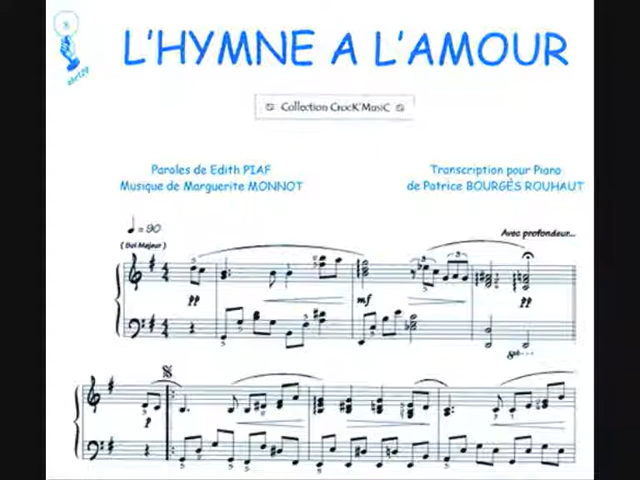 L'HYMNE A L'AMOUR
Collection CrocK'MusiC
Paroles de Edith PIAF
Musique de Marguerite MONNOT
Transcription pour Piano
de Patrice BOURGÈS ROUHAUT
= 90
(Sol Majeur)
Avec profondeur...
pp
mf
pp
8vb---
p